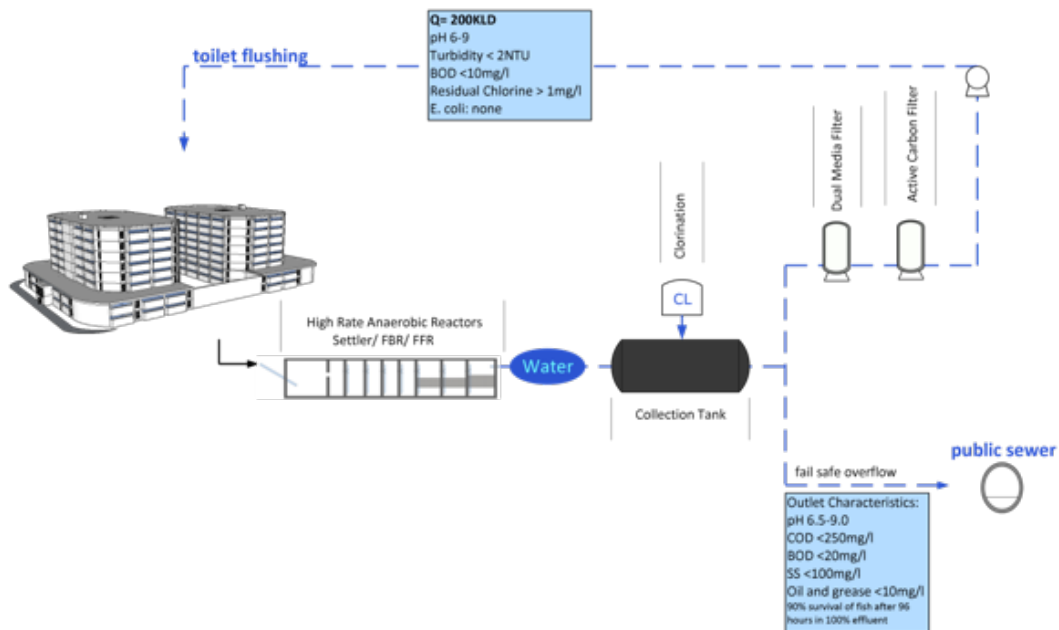 Q= 200KLD
pH 6-9
Turbidity < 2NTU
BOD <10mg/l
Residual Chlorine > 1mg/l
E. coli: none
toilet flushing
Dual Media Filter
Active Carbon Filter
Clorination
CL
High Rate Anaerobic Reactors
Settler/ FBR/ FFR
Water
Collection Tank
public sewer
fail safe overflow
Outlet Characteristics:
pH 6.5-9.0
COD <250mg/l
BOD <20mg/l
SS <100mg/l
Oil and grease <10mg/l
90% survival of fish after 96
hours in 100% effluent